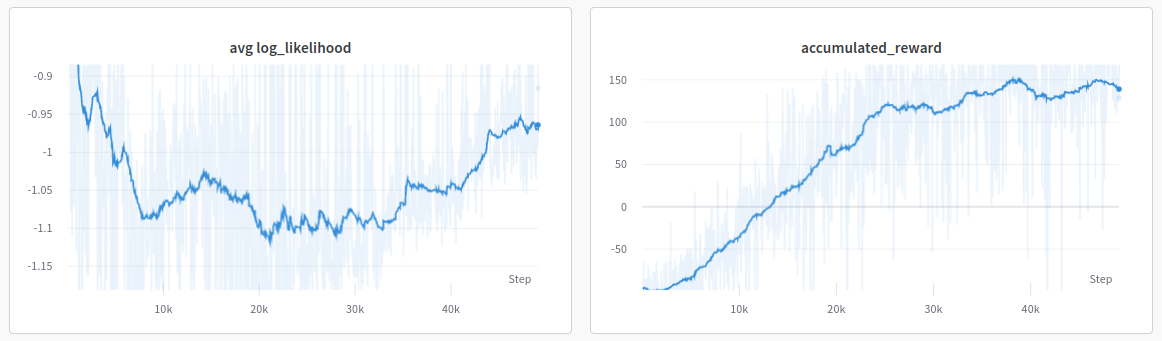 avg log_likelihood
-0.9
-0.95
-1
-1.05
-1.1
-1.15
Step
10k 20k 30k 40k
accumulated_reward
150
100
50
0
-50
Step
10k 20k 30k 40k